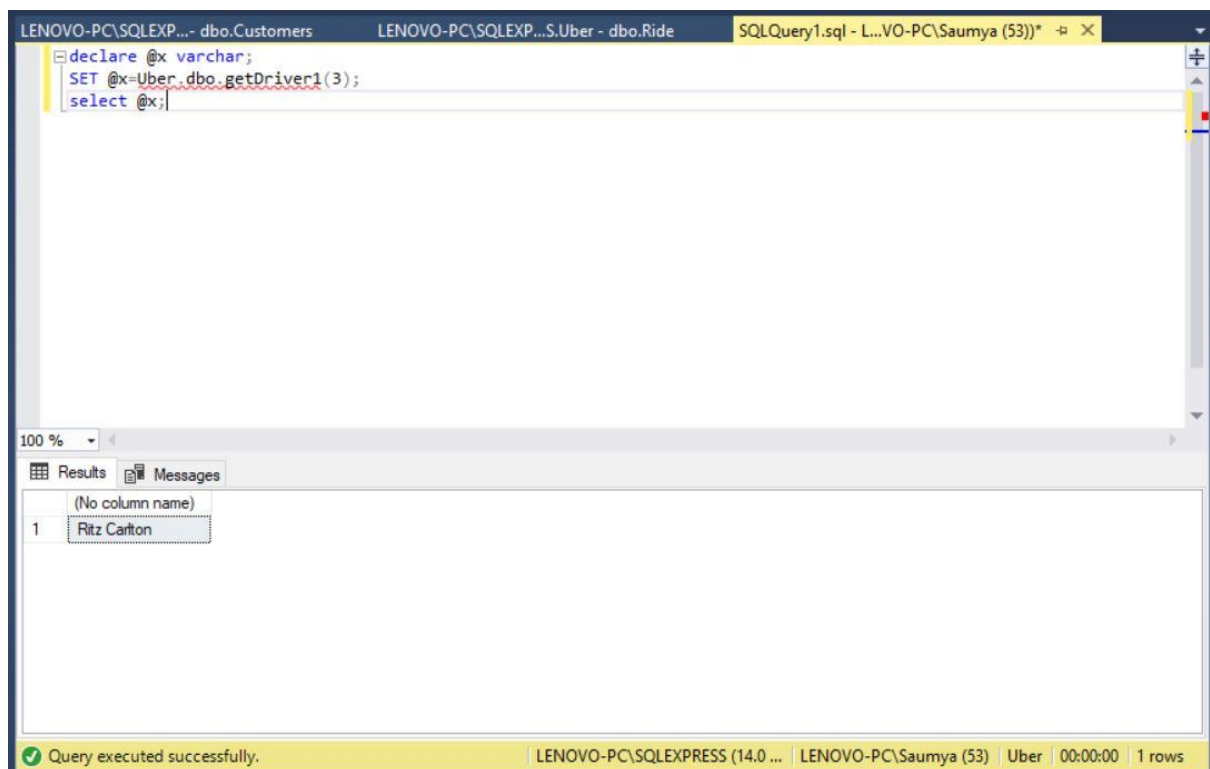 LENOVO-PC\SQLEXP...- dbo.Customers LENOVO-PC\SQLEXP...S.Uber - dbo.Ride SQLQuery1.sql - L...VO-PC\Saumya (53))*
declare @x varchar;
SET @x=Uber.dbo.getDriver1(3);
select @x;
100 %
Results Messages
(No column name)
1 Ritz Carlton
Query executed successfully. LENOVO-PC\SQLEXPRESS (14.0 ... LENOVO-PC\Saumya (53) Uber 00:00:00 1 rows